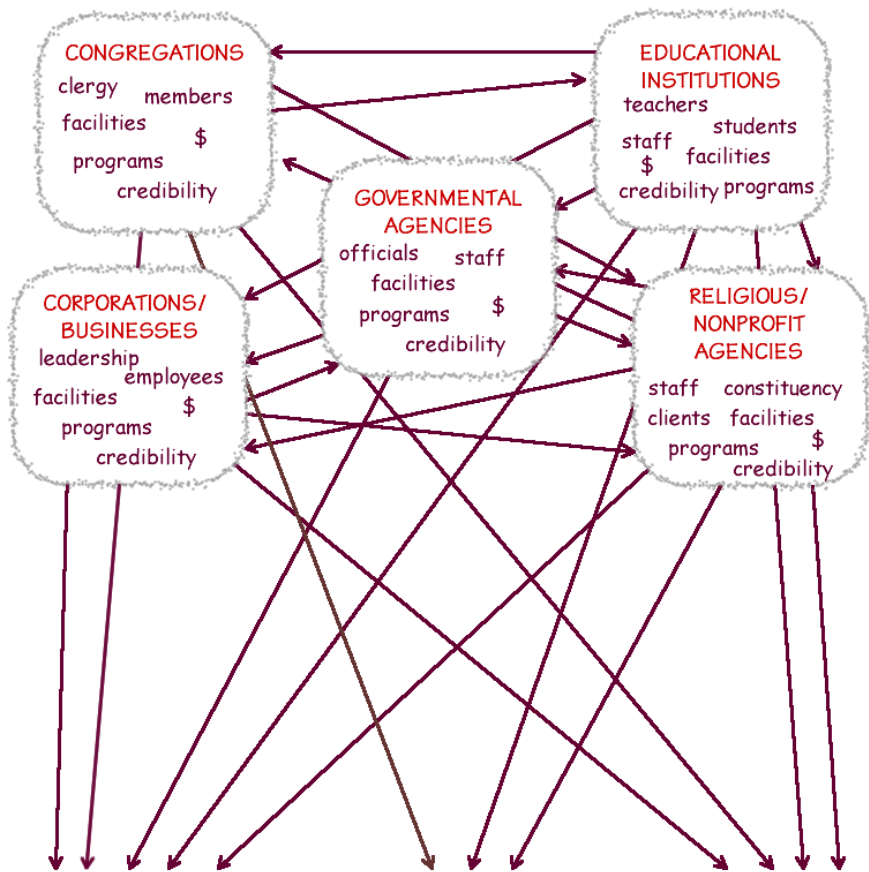 CONGREGATIONS
clergy
members
facilities
$
programs
credibility
EDUCATIONAL
INSTITUTIONS
teachers
students
staff
$
facilities
credibility
programs
GOVERNMENTAL
AGENCIES
officials
staff
facilities
$
programs
credibility
CORPORATIONS/
BUSINESSES
leadership
employees
facilities
$
programs
credibility
RELIGIOUS/
NONPROFIT
AGENCIES
staff
constituency
clients
facilities
$
programs
credibility